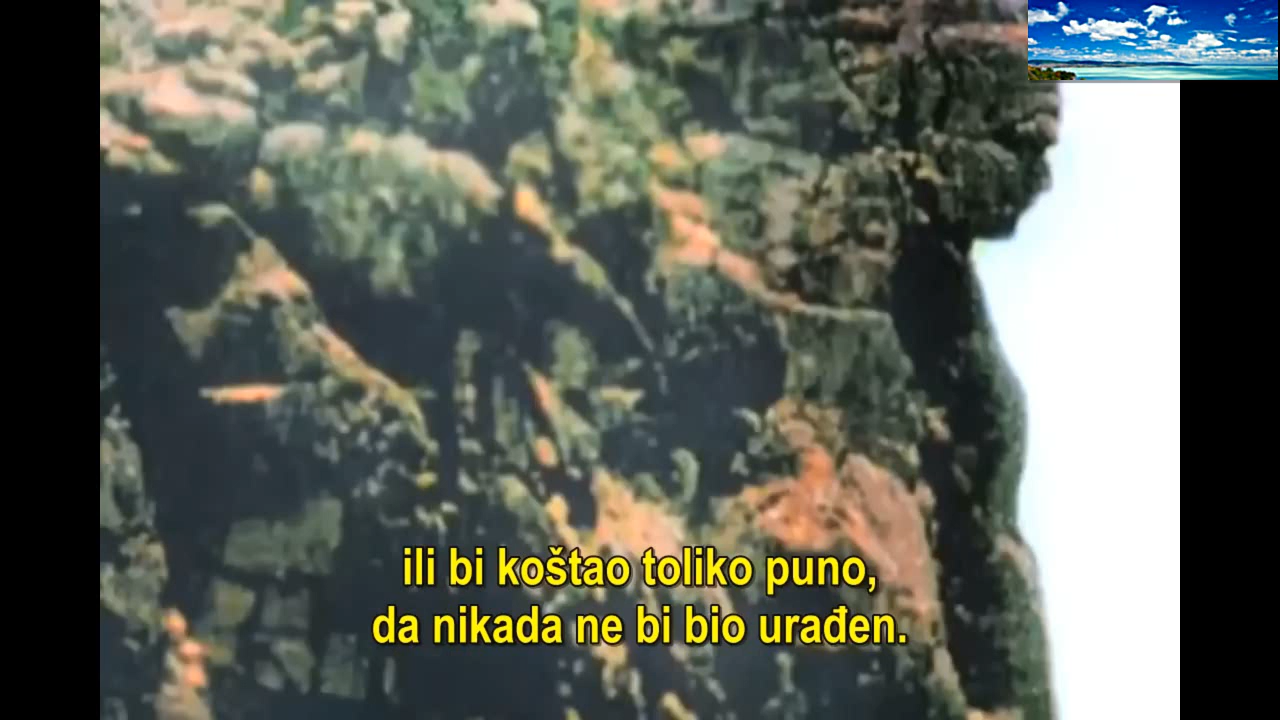 ili bi koštao toliko puno,
da nikada ne bi bio urađen.